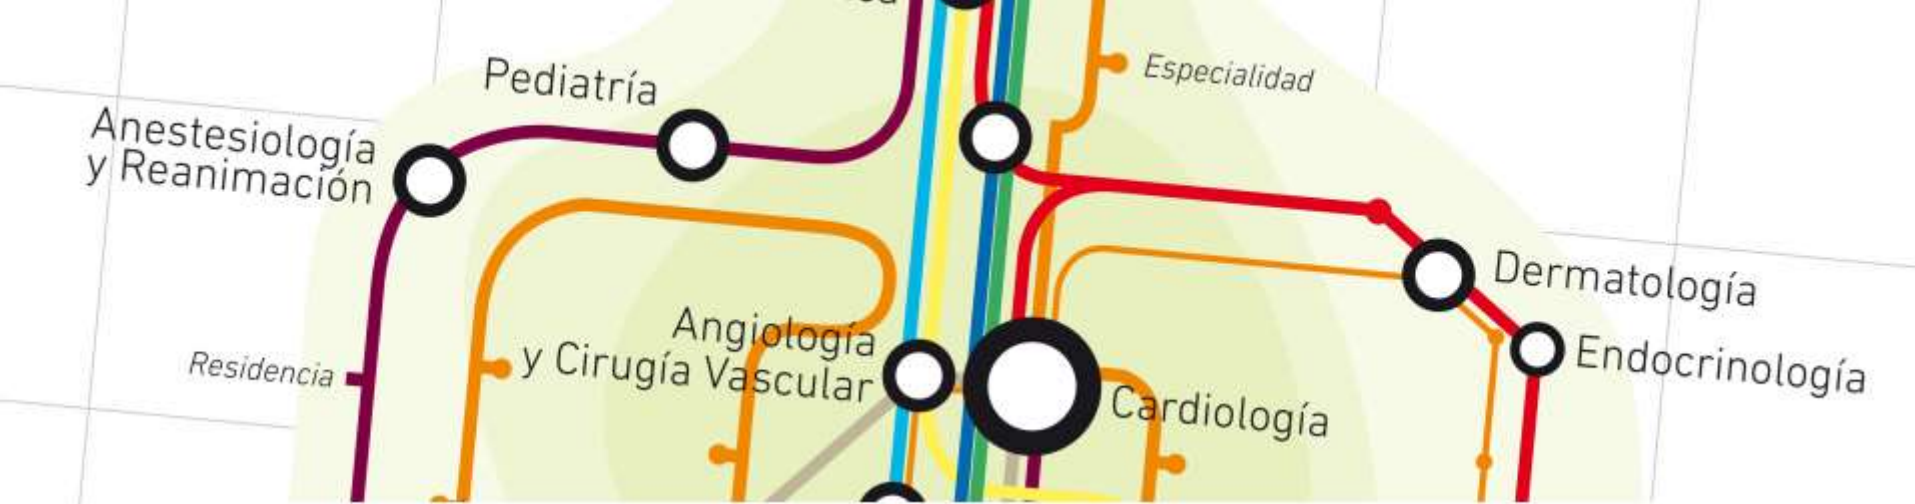 Pediatría
Especialidad
Anestesiología
y Reanimación
Dermatología
Angiología
y Cirugía Vascular
Residencia
Endocrinología
Cardiología